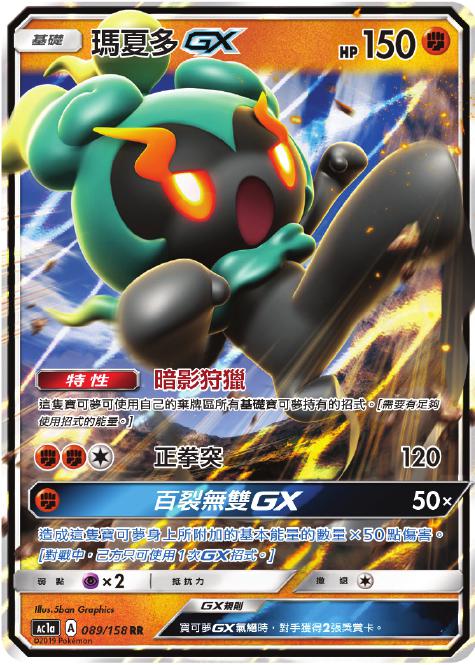 基礎 瑪夏多GX HP 150
特性 暗影狩獵
這隻寶可夢可使用自己的棄牌區所有基礎寶可夢持有的招式。[需要有足夠
使用招式的能量。]
正拳突 120
百裂無雙GX 50×
造成這隻寶可夢身上所附加的基本能量的數量×50點傷害。
[對戰中,己方只可使用1次GX招式。]
弱點 ×2 抵抗力 撤退
Illus.5ban Graphics
GX規則
AC1a A 089/158 RR
寶可夢GX氣絕時,對手獲得2張獎賞卡。
©2019 Pokémon